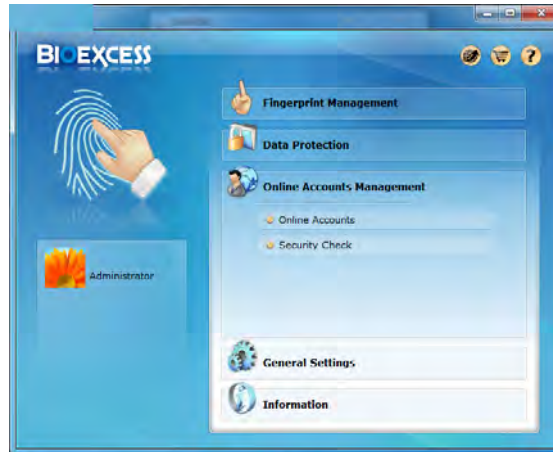 BIOEXCESS
?
Fingerprint Management
Data Protection
Online Accounts Management
Online Accounts
Security Check
Administrator
General Settings
Information